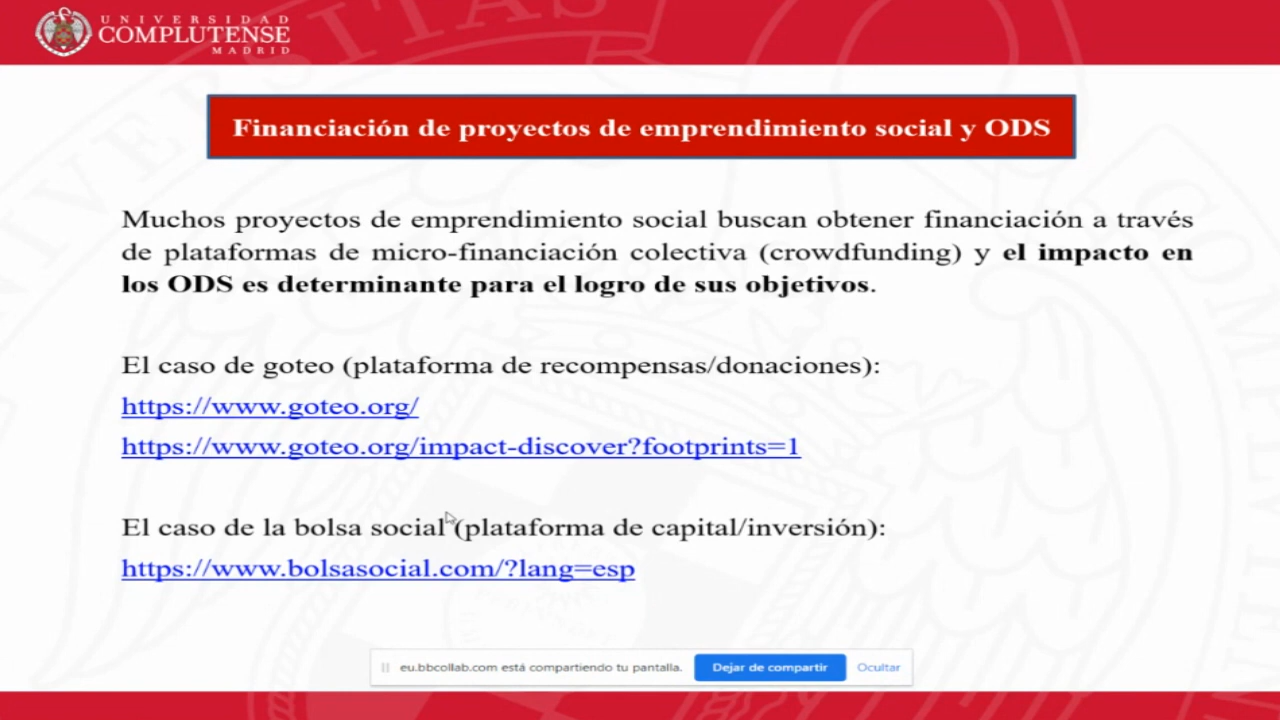 UNIVERSIDAD
COMPLUTENSE
MADRID
Financiación de proyectos de emprendimiento social y ODS
Muchos proyectos de emprendimiento social buscan obtener financiación a través
de plataformas de micro-financiación colectiva (crowdfunding) y el impacto en
los ODS es determinante para el logro de sus objetivos.
El caso de goteo (plataforma de recompensas/donaciones):
https://www.goteo.org/
https://www.goteo.org/impact-discover?footprints=1
El caso de la bolsa social (plataforma de capital/inversión):
https://www.bolsasocial.com/?lang=esp
eu.bbcollab.com está compartiendo tu pantalla. Dejar de compartir Ocultar